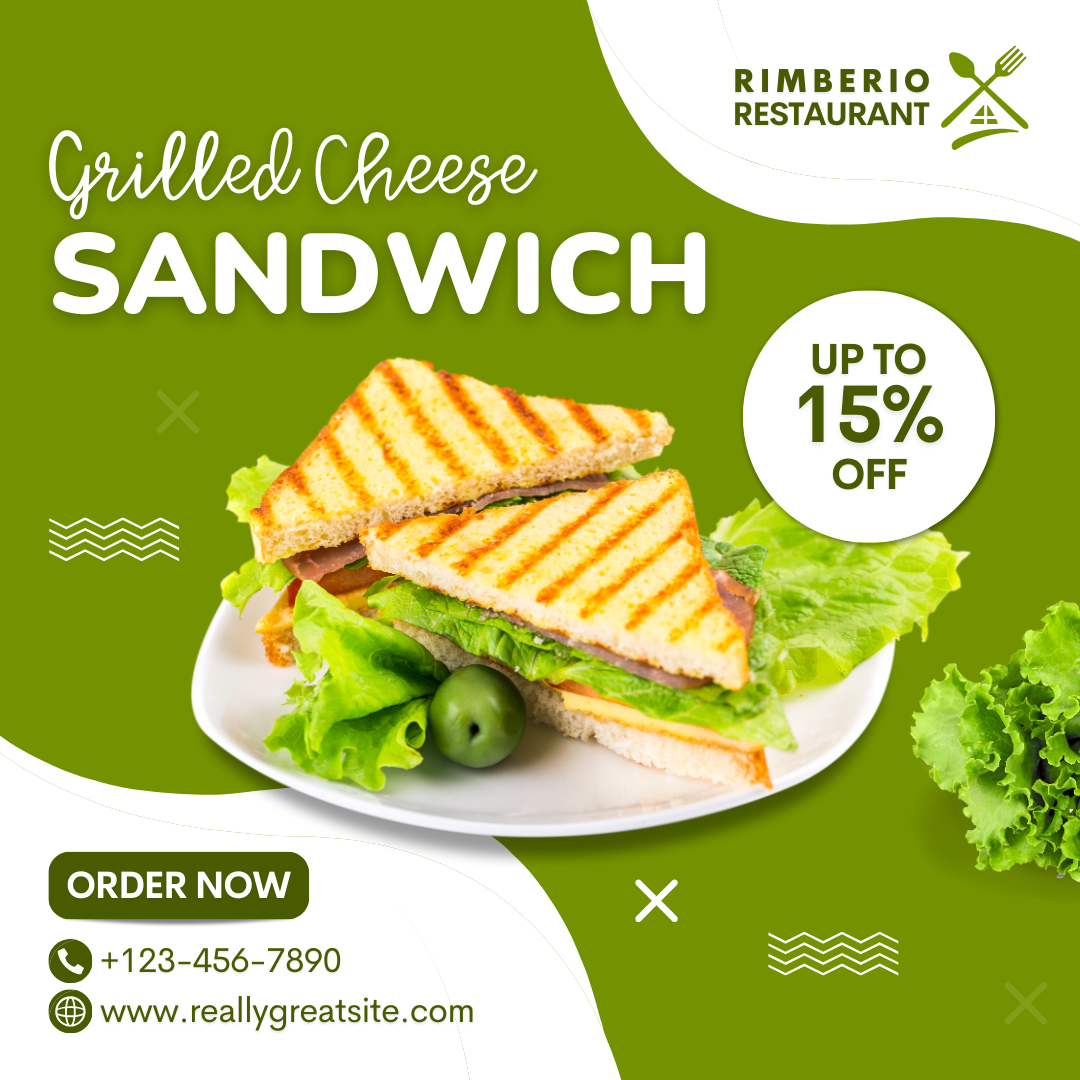 RIMBERIO
RESTAURANT
Grilled Cheese
SANDWICH
UP TO
15%
OFF
ORDER NOW
+123-456-7890
www.reallygreatsite.com